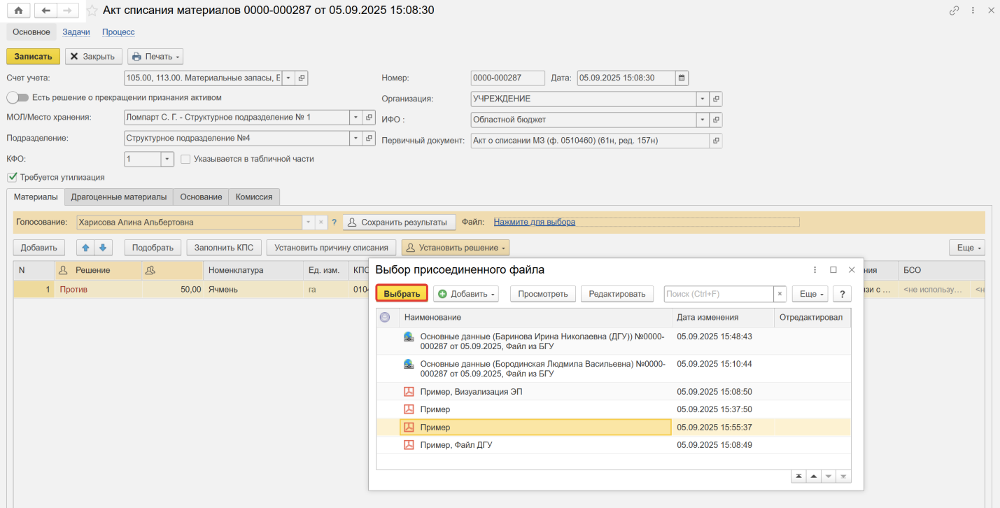 Акт списания материалов 0000-000287 от 05.09.2025 15:08:30
Основное Задачи Процесс
Записать Закрыть Печать
Счет учета: 105.00, 113.00. Материальные запасы, Номер: 0000-000287 Дата: 05.09.2025 15:08:30
Есть решение о прекращении признания активом Организация: УЧРЕЖДЕНИЕ
МОЛ/Место хранения: Ломпарт С. Г. - Структурное подразделение № 1 ИФО : Областной бюджет
Подразделение: Структурное подразделение №4 Первичный документ: Акт о списании МЗ (ф. 0510460) (61н, ред. 157н)
КФО: 1 Указывается в табличной части
Требуется утилизация
Материалы Драгоценные материалы Основание Комиссия
Голосование: Харисова Алина Альбертовна ? Сохранить результаты Файл: Нажмите для выбора
Добавить Подобрать Заполнить КПС Установить причину списания Установить решение Еще
N Решение Номенклатура Ед. изм. КПС ния БСО
1 Против 50,00 Ячмень га 0104 зи с ... <не использу... <н
Выбор присоединенного файла
Выбрать Добавить Просмотреть Редактировать Поиск (Ctrl+F) × Еще ?
Наименование Дата изменения Отредактировал
Основные данные (Баринова Ирина Николаевна (ДГУ)) №0000- 05.09.2025 15:48:43
000287 от 05.09.2025, Файл из БГУ
Основные данные (Бородинская Людмила Васильевна) №0000- 05.09.2025 15:10:44
000287 от 05.09.2025, Файл из БГУ
Пример, Визуализация ЭП 05.09.2025 15:08:50
Пример 05.09.2025 15:37:50
Пример 05.09.2025 15:55:37
Пример, Файл ДГУ 05.09.2025 15:08:49